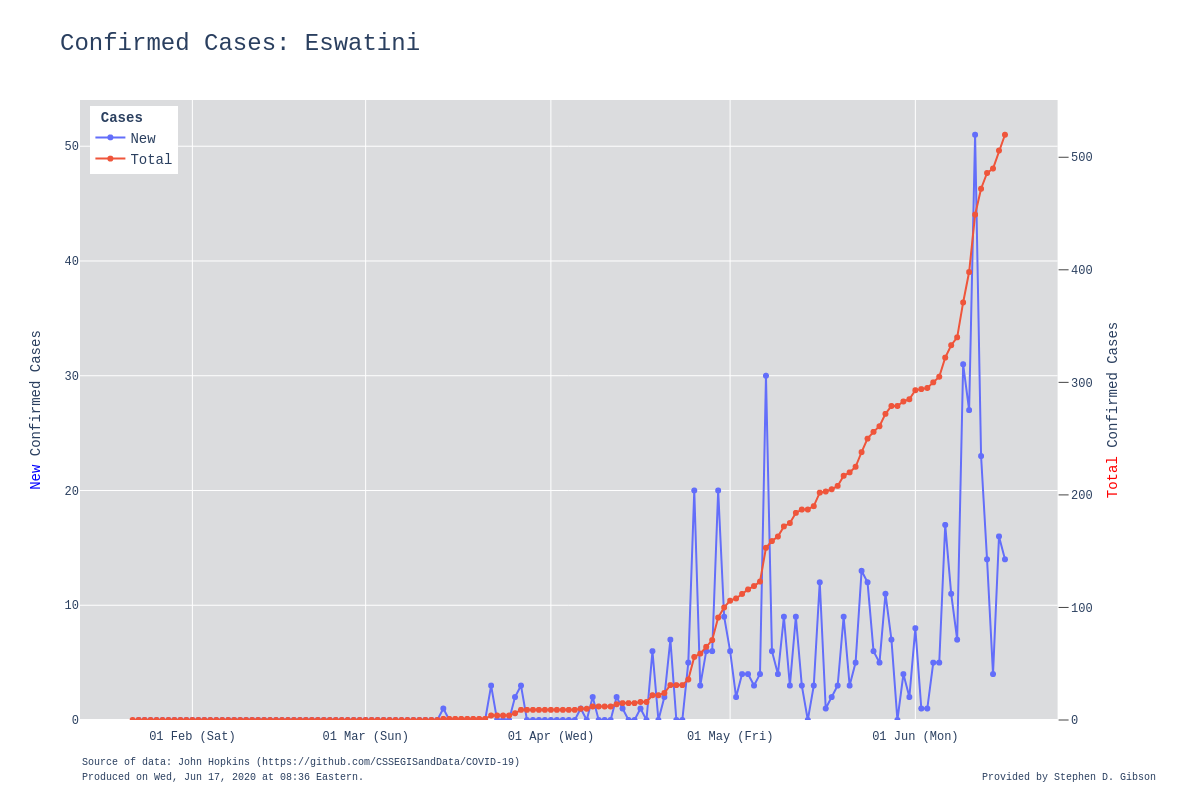 Confirmed Cases: Eswatini
Cases
New
Total
50
40
30
20
10
0
500
400
300
200
100
0
New Confirmed Cases
Total Confirmed Cases
01 Feb (Sat)
01 Mar (Sun)
01 Apr (Wed)
01 May (Fri)
01 Jun (Mon)
Source of data: John Hopkins (https://github.com/CSSEGISandData/COVID-19)
Produced on Wed, Jun 17, 2020 at 08:36 Eastern.
Provided by Stephen D. Gibson